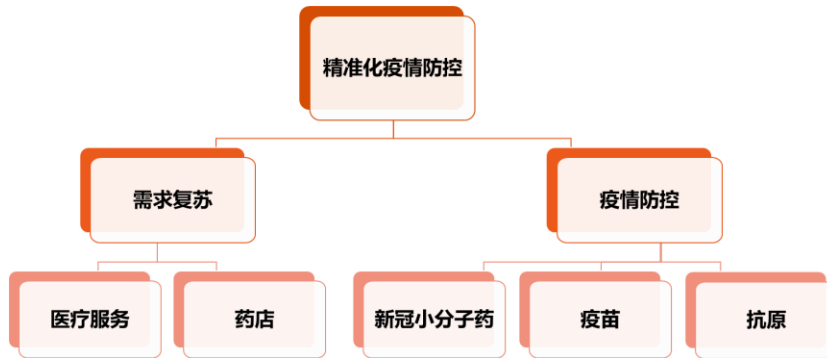 精准化疫情防控
需求复苏
疫情防控
医疗服务
药店
新冠小分子药
疫苗
抗原